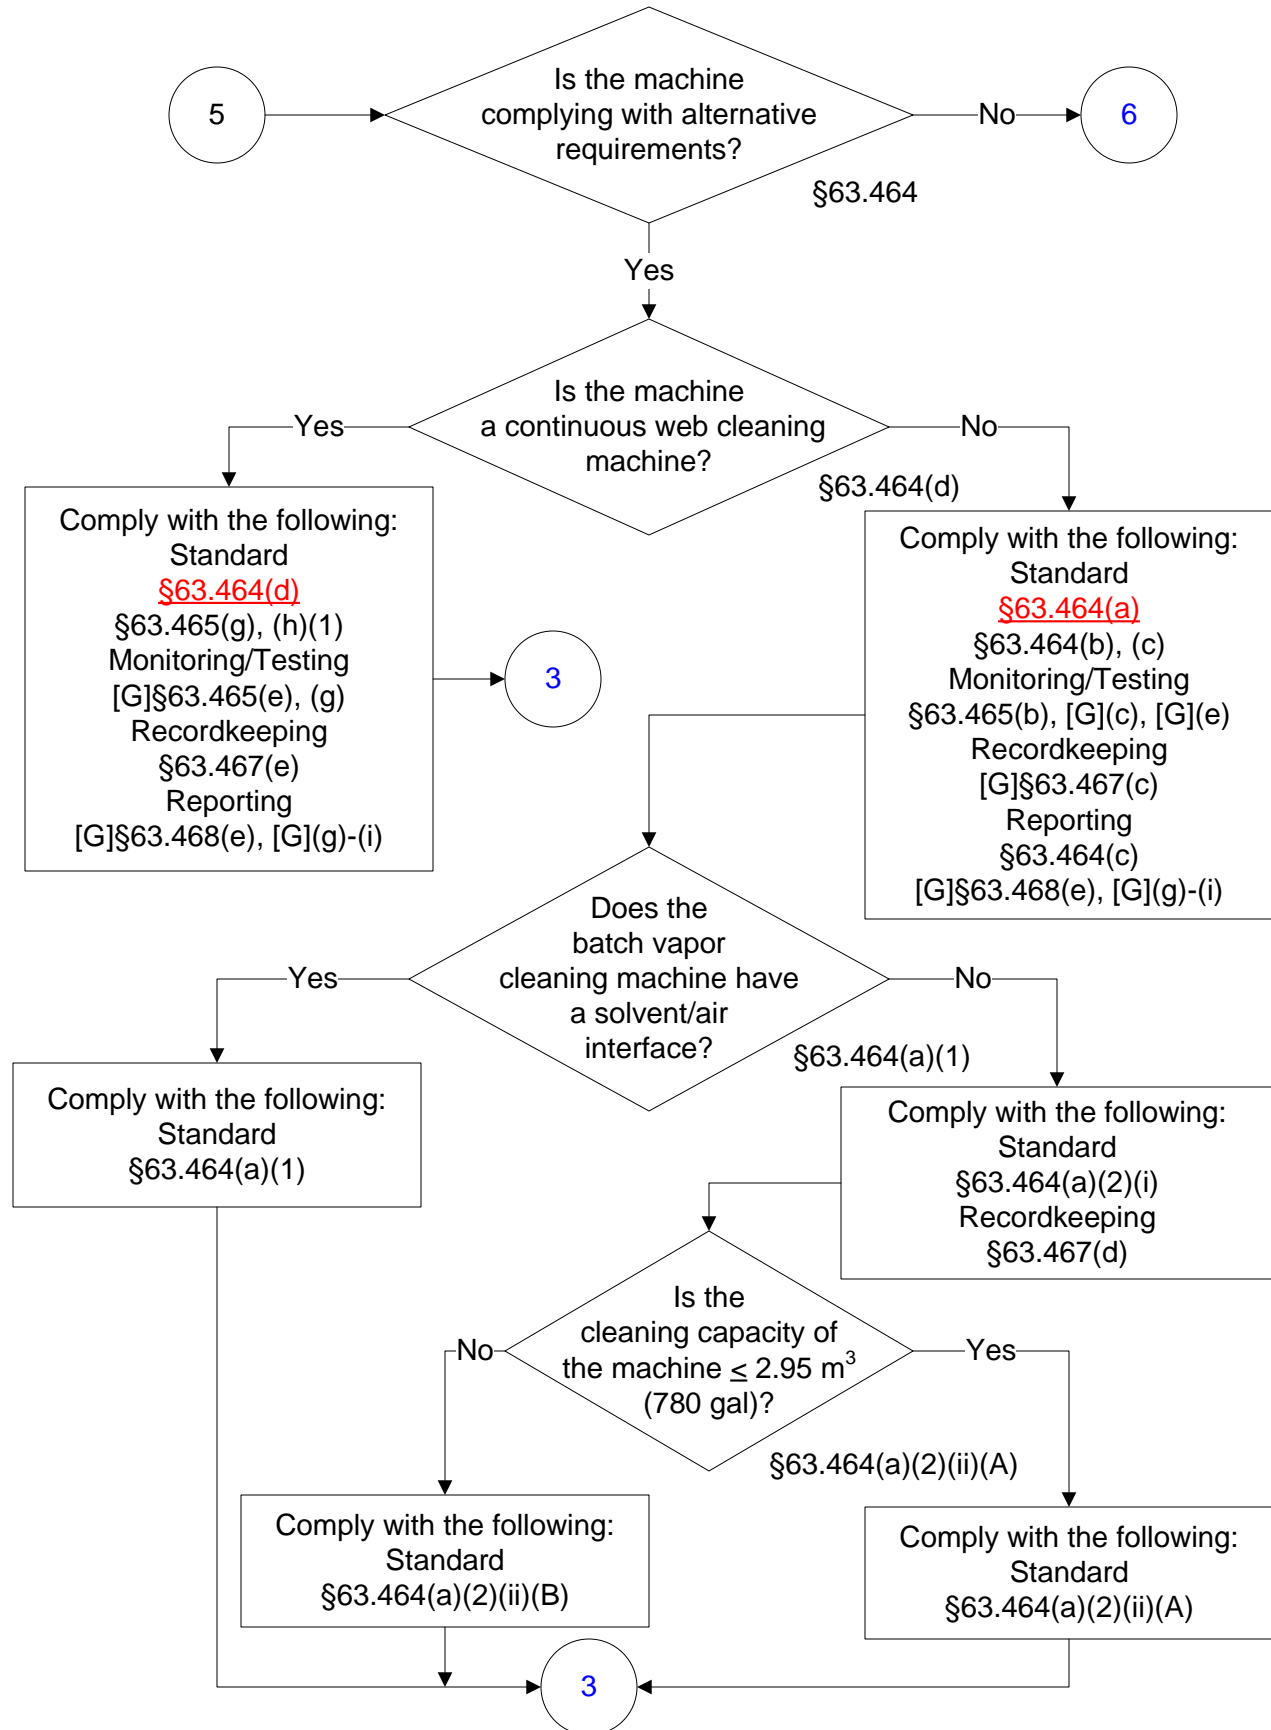 5
Is the machine
complying with alternative
requirements?
No
6
§63.464
Yes
Is the machine
a continuous web cleaning
machine?
Yes
No
§63.464(d)
Comply with the following:
Standard
§63.464(d)
§63.465(g), (h)(1)
Monitoring/Testing
[G]§63.465(e), (g)
Recordkeeping
§63.467(e)
Reporting
[G]§63.468(e), [G](g)-(i)
3
Comply with the following:
Standard
§63.464(a)
§63.464(b), (c)
Monitoring/Testing
§63.465(b), [G](c), [G](e)
Recordkeeping
[G]§63.467(c)
Reporting
§63.464(c)
[G]§63.468(e), [G](g)-(i)
Does the
batch vapor
cleaning machine have
a solvent/air
interface?
Yes
No
§63.464(a)(1)
Comply with the following:
Standard
§63.464(a)(1)
Comply with the following:
Standard
§63.464(a)(2)(i)
Recordkeeping
§63.467(d)
Is the
cleaning capacity of
the machine ≤ 2.95 m³
(780 gal)?
No
Yes
§63.464(a)(2)(ii)(A)
Comply with the following:
Standard
§63.464(a)(2)(ii)(B)
Comply with the following:
Standard
§63.464(a)(2)(ii)(A)
3